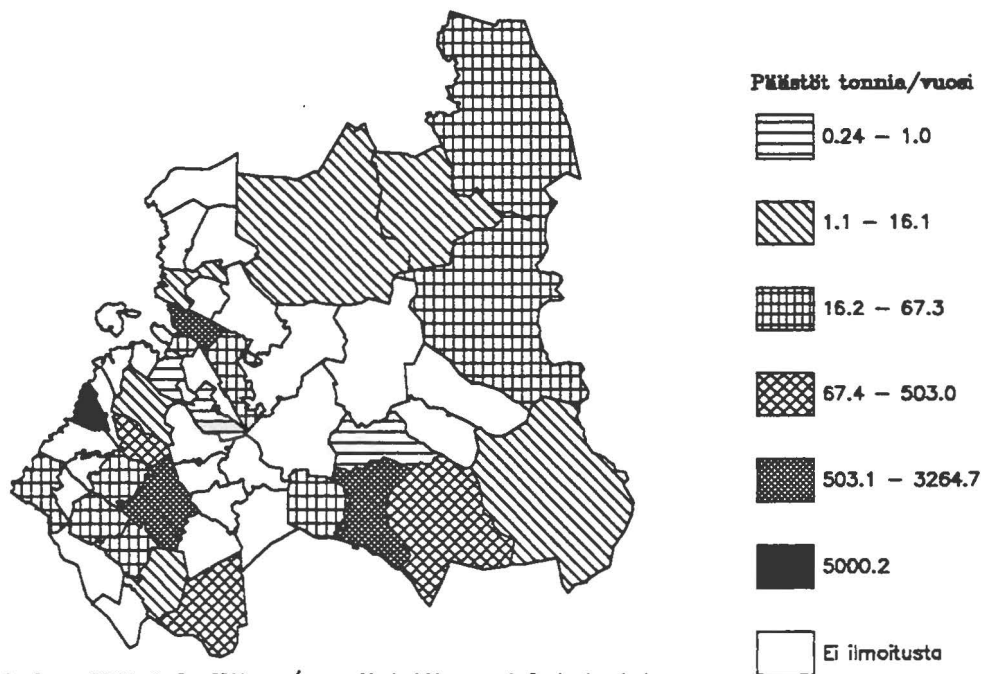 Päästöt tonnia/vuosi
0.24 – 1.0
1.1 – 16.1
16.2 – 67.3
67.4 – 503.0
503.1 – 3264.7
5000.2
Ei ilmoitusta